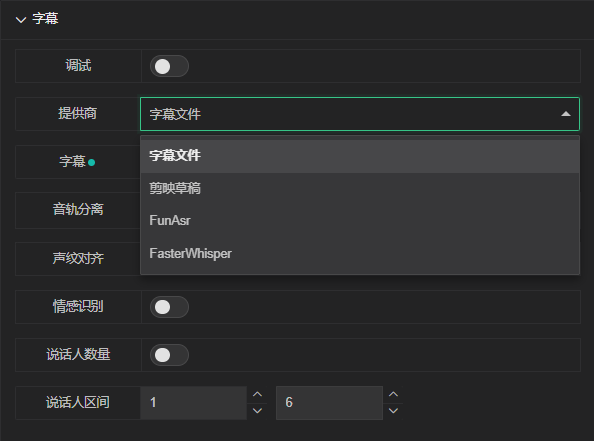 字幕
调试
提供商 字幕文件
字幕文件
字幕
剪映草稿
音轨分离
FunAsr
声纹对齐
FasterWhisper
情感识别
说话人数量
说话人区间 1 6